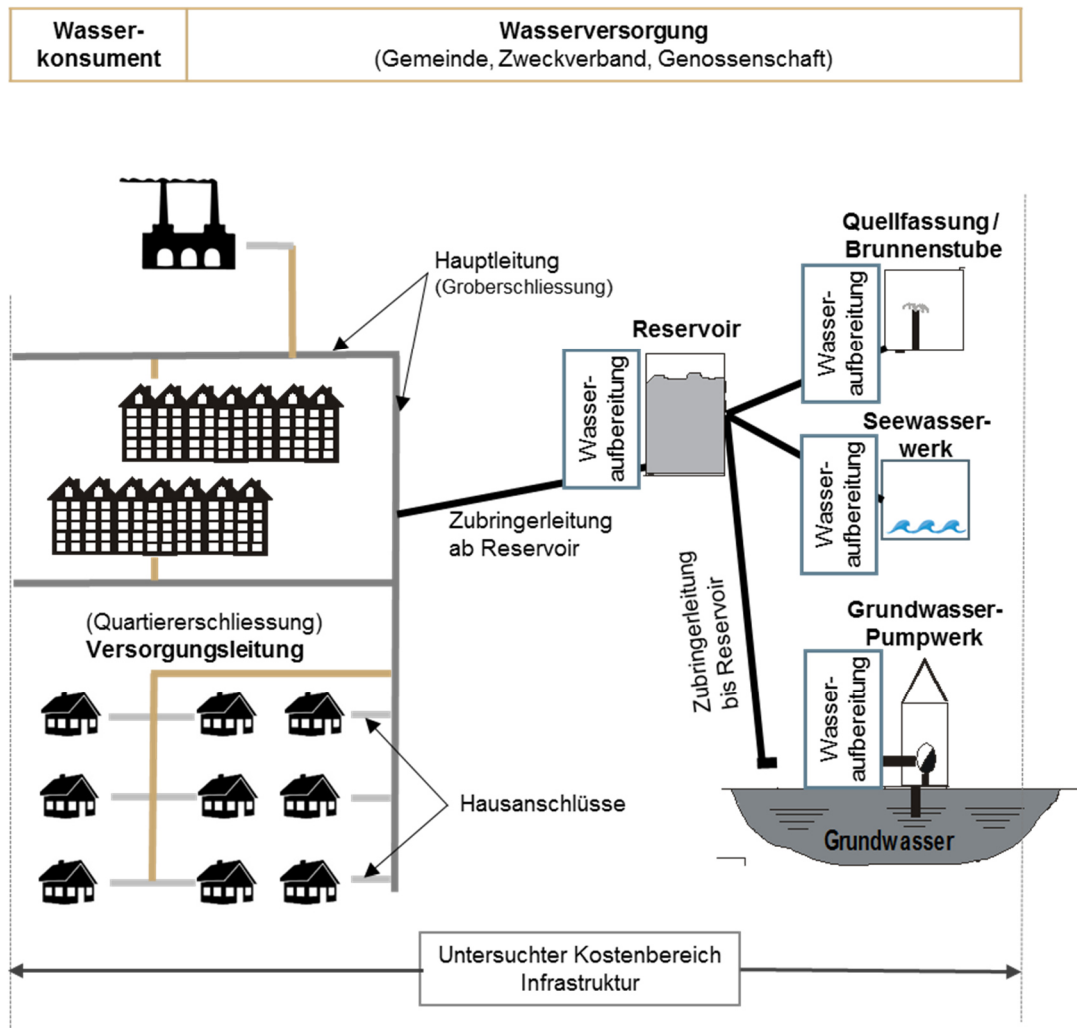 Wasser-
konsument
Wasserversorgung
(Gemeinde, Zweckverband, Genossenschaft)
Quellfassung /
Brunnenstube
Hauptleitung
(Groberschliessung)
Wasser-
aufbereitung
Reservoir
Wasser-
aufbereitung
Seewasser-
werk
Wasser-
aufbereitung
Zubringerleitung
ab Reservoir
Zubringerleitung
bis Reservoir
(Quartiererschliessung)
Versorgungsleitung
Grundwasser-
Pumpwerk
Wasser-
aufbereitung
Hausanschlüsse
Grundwasser
Untersuchter Kostenbereich
Infrastruktur